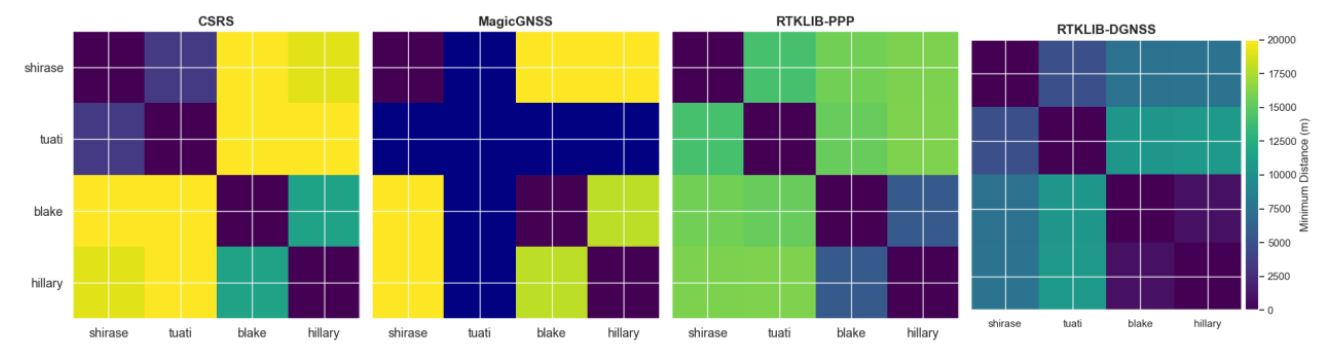 CSRS
MagicGNSS
RTKLIB-PPP
RTKLIB-DGNSS
shirase
tuati
blake
hillary
shirase tuati blake hillary
shirase tuati blake hillary
shirase tuati blake hillary
shirase tuati blake hillary
20000
17500
15000
12500
10000
7500
5000
2500
0
Minimum Distance (m)